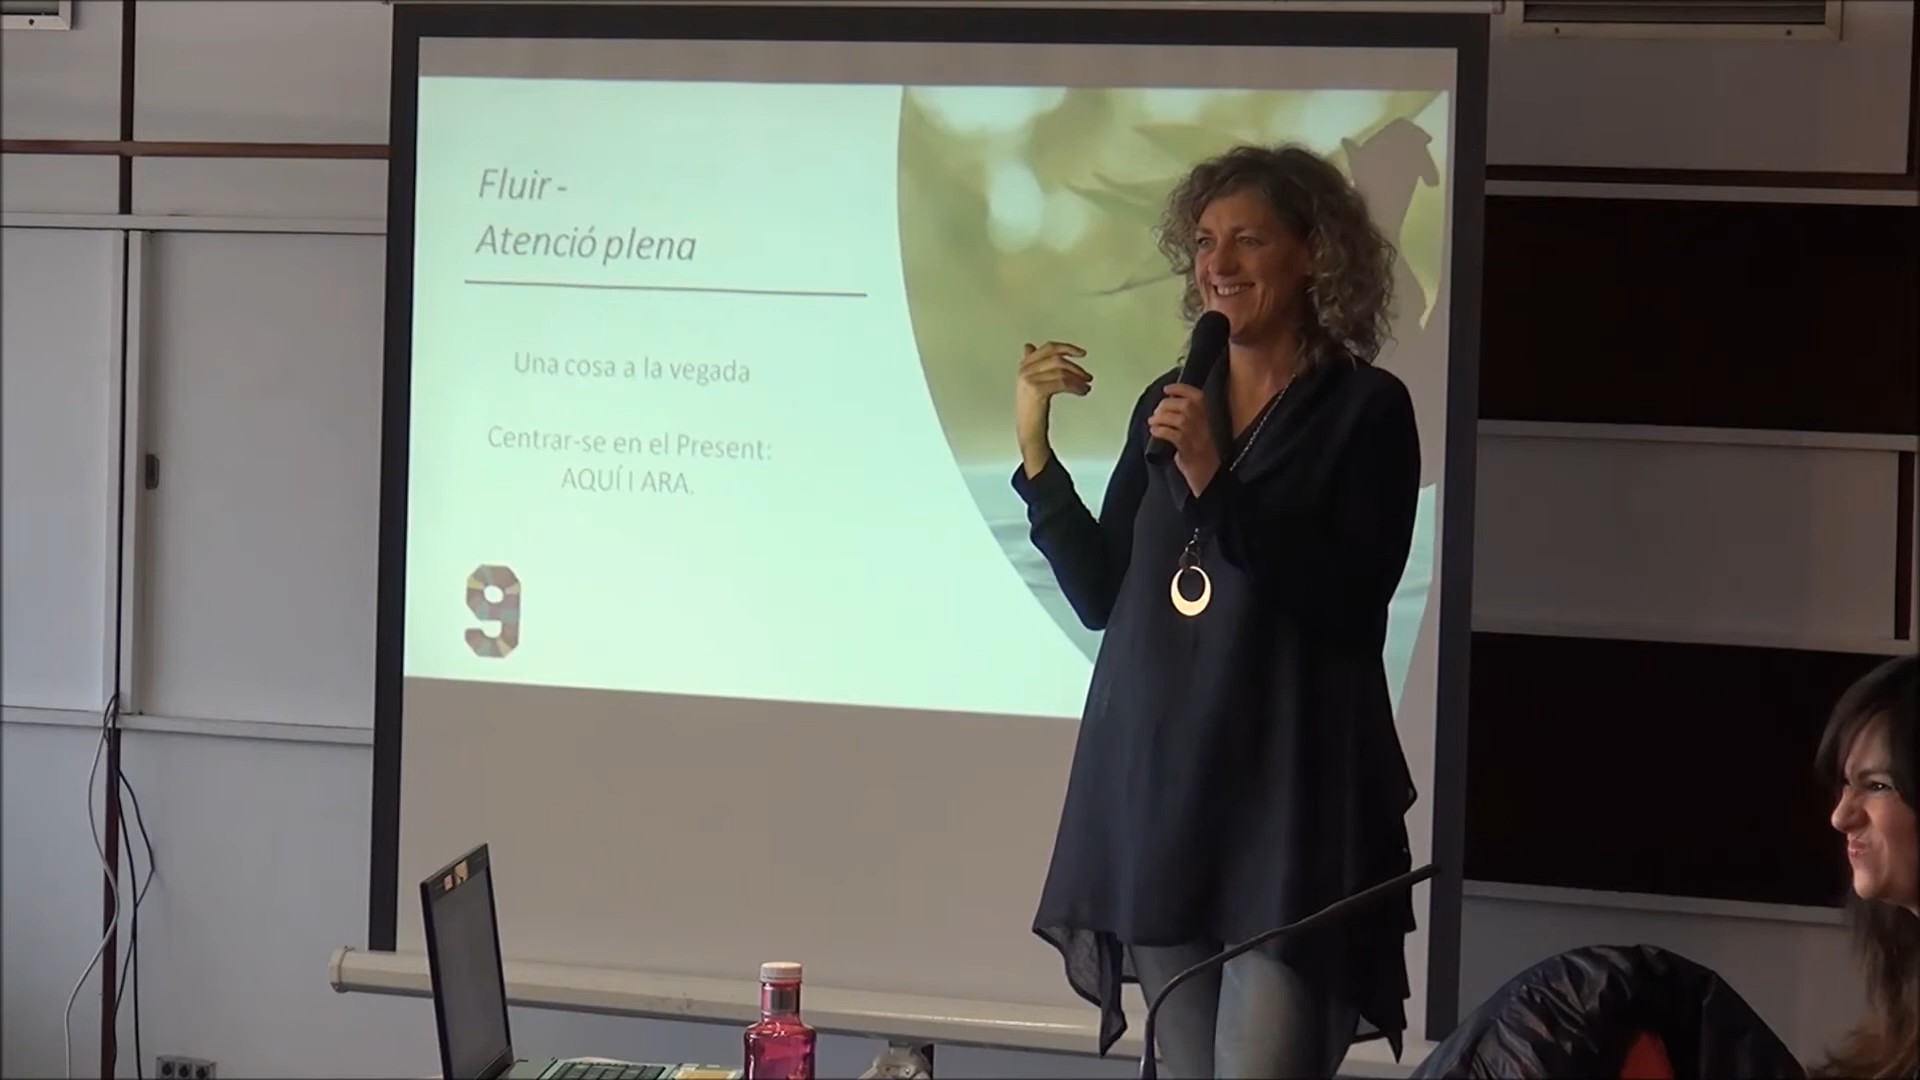 Fluir -
Atenció plena
Una cosa a la vegada
Centrar-se en el Present:
AQUÍ I ARA.
9